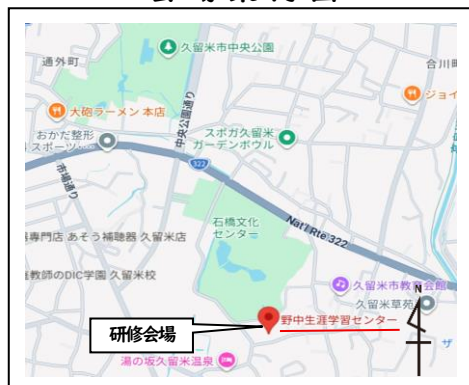 久留米市中央公園
通外町
合川町
大砲ラーメン 本店
ジョイ
おかだ整形
スポーツ
中央公園通り
スポガ久留米
ガーデンボウル
322
市場通り
石橋文化
センター
Nat'l Rte 322
専門店 あそう補聴器 久留米店
教師のDIC学園 久留米校
久留米市教育会館
N
久留米草苑
野中生涯学習センター
研修会場
ザ
湯の坂久留米温泉